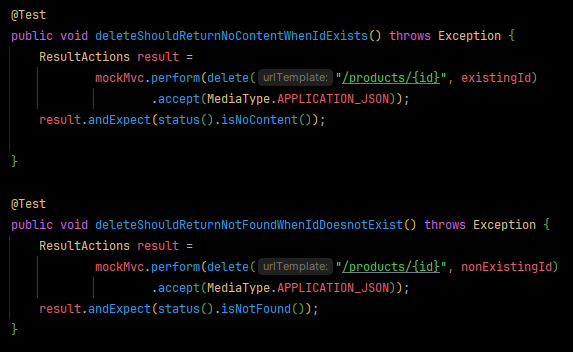 @Test
public void deleteShouldReturnNoContentWhenIdExists() throws Exception {
ResultActions result =
mockMvc.perform(delete( urlTemplate: "/products/{id}", existingId)
.accept(MediaType.APPLICATION_JSON));
result.andExpect(status().isNoContent());
}
@Test
public void deleteShouldReturnNotFoundWhenIdDoesnotExist() throws Exception {
ResultActions result =
mockMvc.perform(delete( urlTemplate: "/products/{id}", nonExistingId)
.accept(MediaType.APPLICATION_JSON));
result.andExpect(status().isNotFound());
}